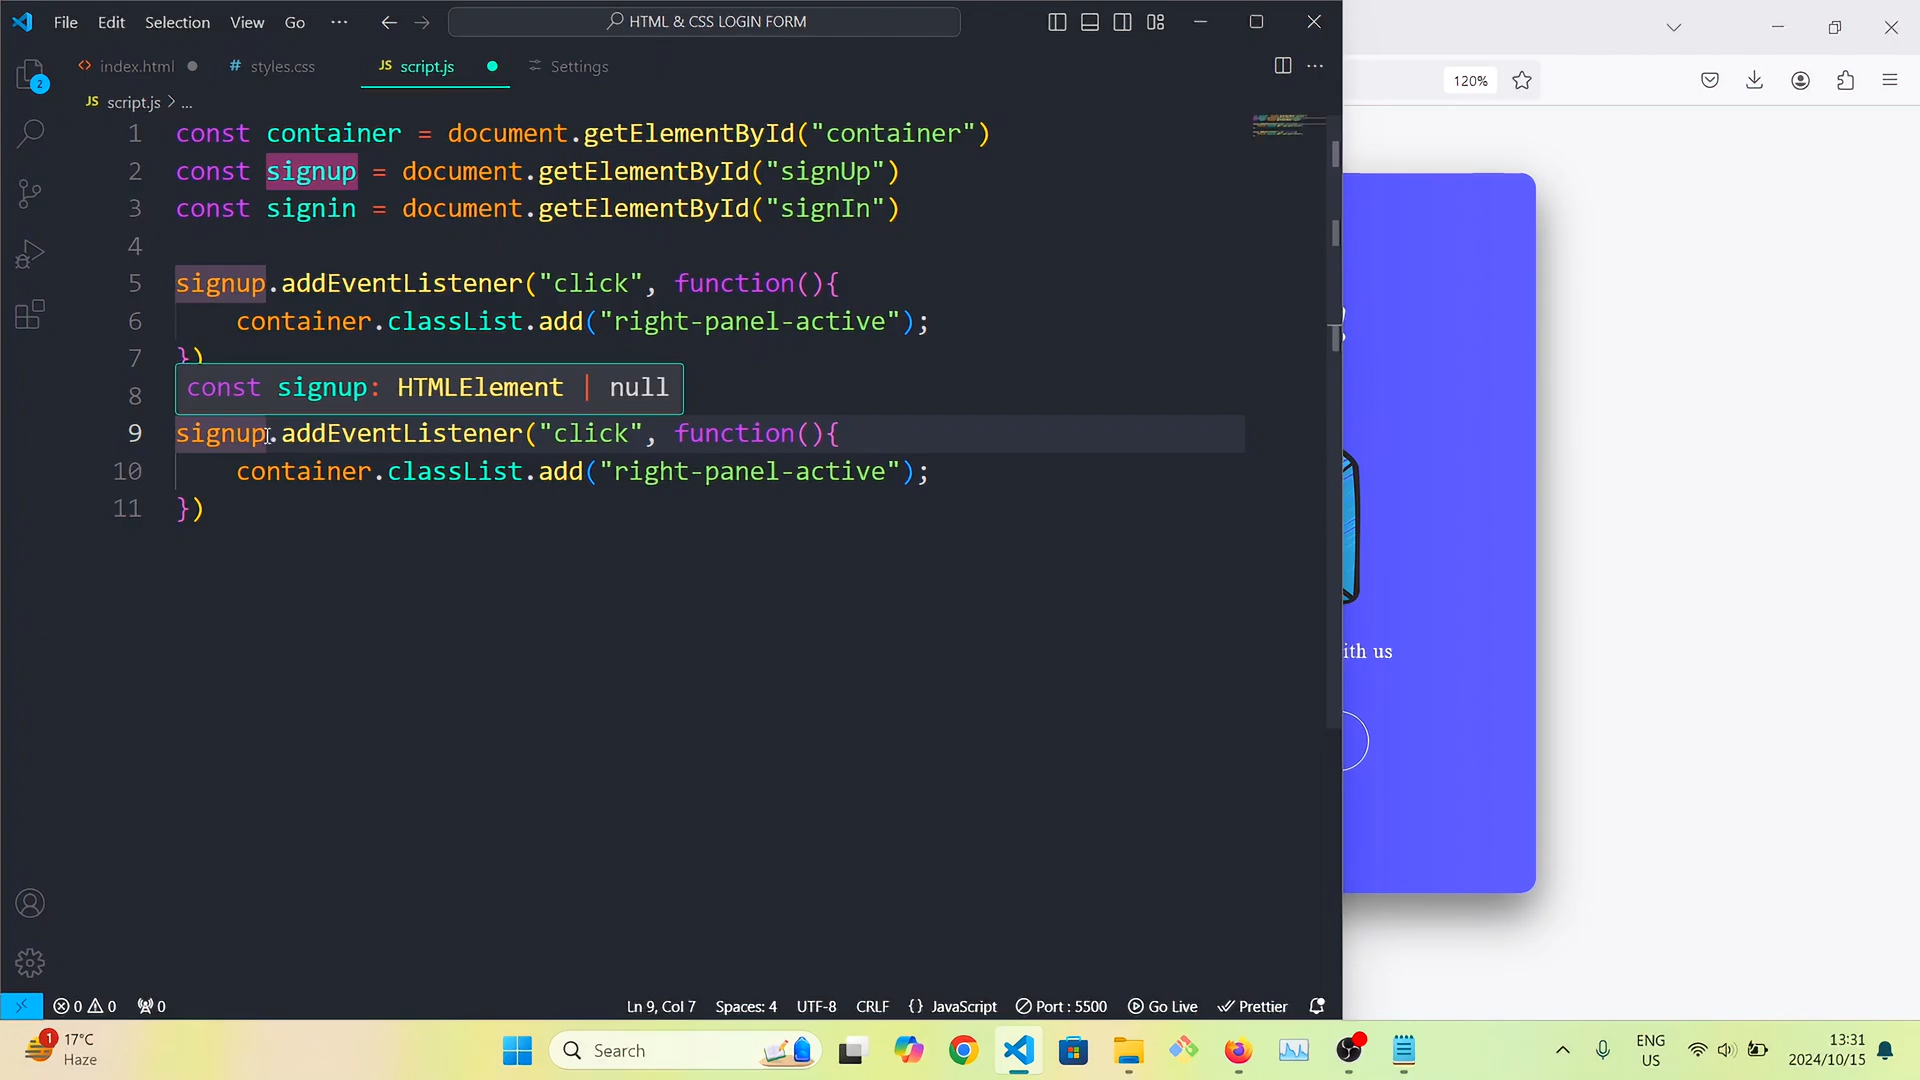 File Edit Selection View Go ··· HTML & CSS LOGIN FORM
index.html styles.css JS script.js Settings
2
JS script.js > ...
120%
1 const container = document.getElementById("container")
2 const signup = document.getElementById("signUp")
3 const signin = document.getElementById("signIn")
4
5 signup.addEventListener("click", function(){
6 container.classList.add("right-panel-active");
7 })
const signup: HTMLElement | null
8
9 signup.addEventListener("click", function(){
10 container.classList.add("right-panel-active");
11 })
ith us
0 0 0 Ln 9, Col 7 Spaces: 4 UTF-8 CRLF {} JavaScript Port : 5500 Go Live Prettier
1 17°C
Haze
Search
ENG
US
13:31
2024/10/15